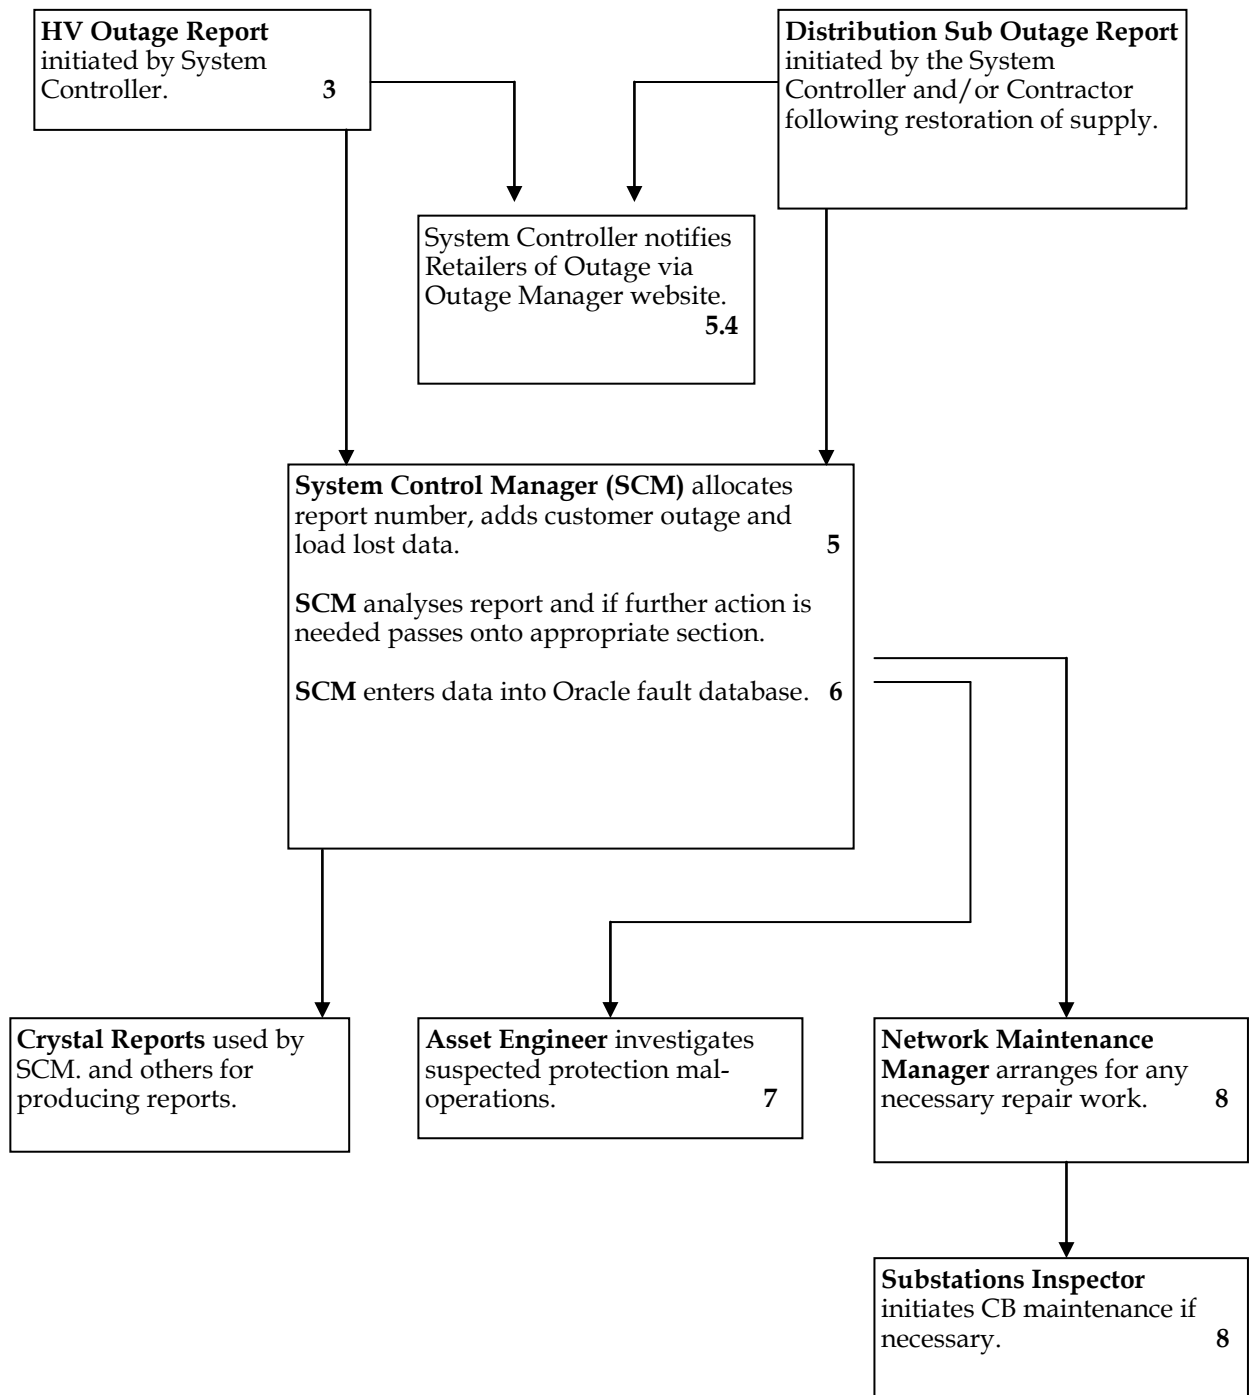 HV Outage Report
initiated by System
Controller. 3
Distribution Sub Outage Report
initiated by the System
Controller and/or Contractor
following restoration of supply.
System Controller notifies
Retailers of Outage via
Outage Manager website.
5.4
System Control Manager (SCM) allocates
report number, adds customer outage and
load lost data. 5
SCM analyses report and if further action is
needed passes onto appropriate section.
SCM enters data into Oracle fault database. 6
Crystal Reports used by
SCM. and others for
producing reports.
Asset Engineer investigates
suspected protection mal-
operations. 7
Network Maintenance
Manager arranges for any
necessary repair work. 8
Substations Inspector
initiates CB maintenance if
necessary. 8